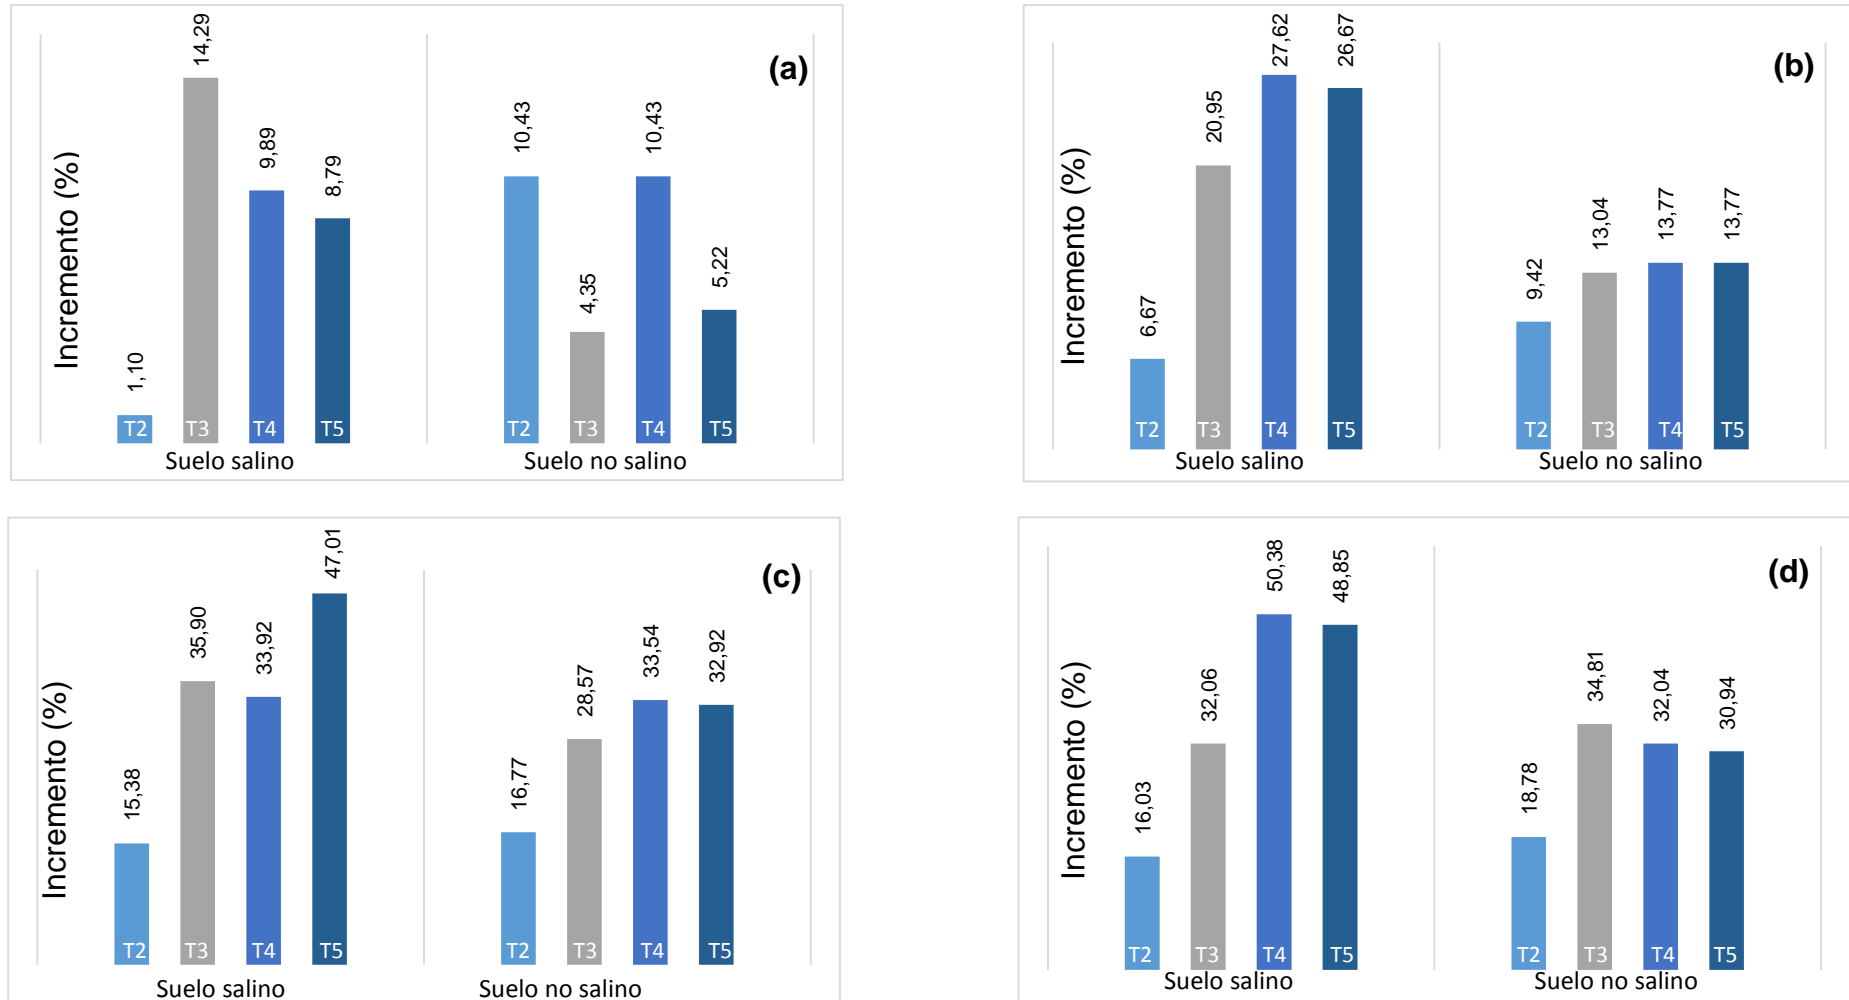 (a)
Incremento (%)
1,10
14,29
9,89
8,79
10,43
4,35
10,43
5,22
T2 T3 T4 T5 T2 T3 T4 T5
Suelo salino Suelo no salino
(b)
Incremento (%)
6,67
20,95
27,62
26,67
9,42
13,04
13,77
13,77
T2 T3 T4 T5 T2 T3 T4 T5
Suelo salino Suelo no salino
(c)
Incremento (%)
15,38
35,90
33,92
47,01
16,77
28,57
33,54
32,92
T2 T3 T4 T5 T2 T3 T4 T5
Suelo salino Suelo no salino
(d)
Incremento (%)
16,03
32,06
50,38
48,85
18,78
34,81
32,04
30,94
T2 T3 T4 T5 T2 T3 T4 T5
Suelo salino Suelo no salino